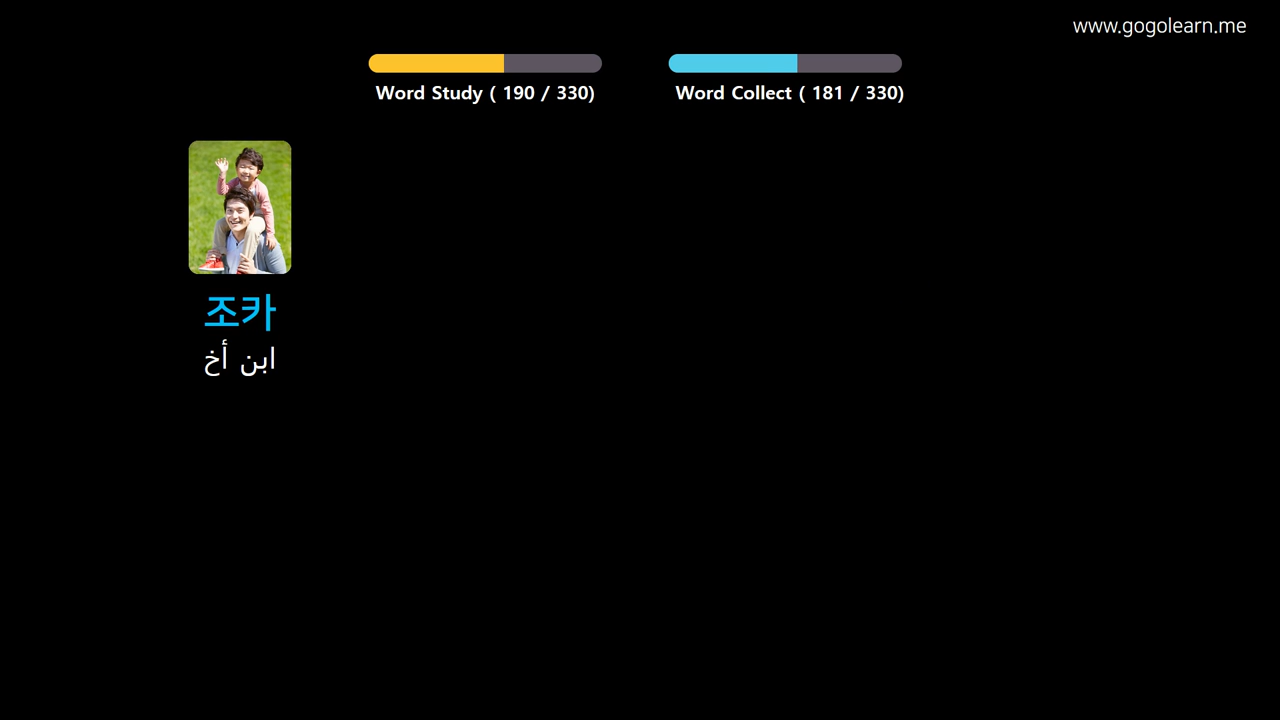 www.gogolearn.me
Word Study ( 190 / 330)
Word Collect ( 181 / 330)
조카
ابن أخ